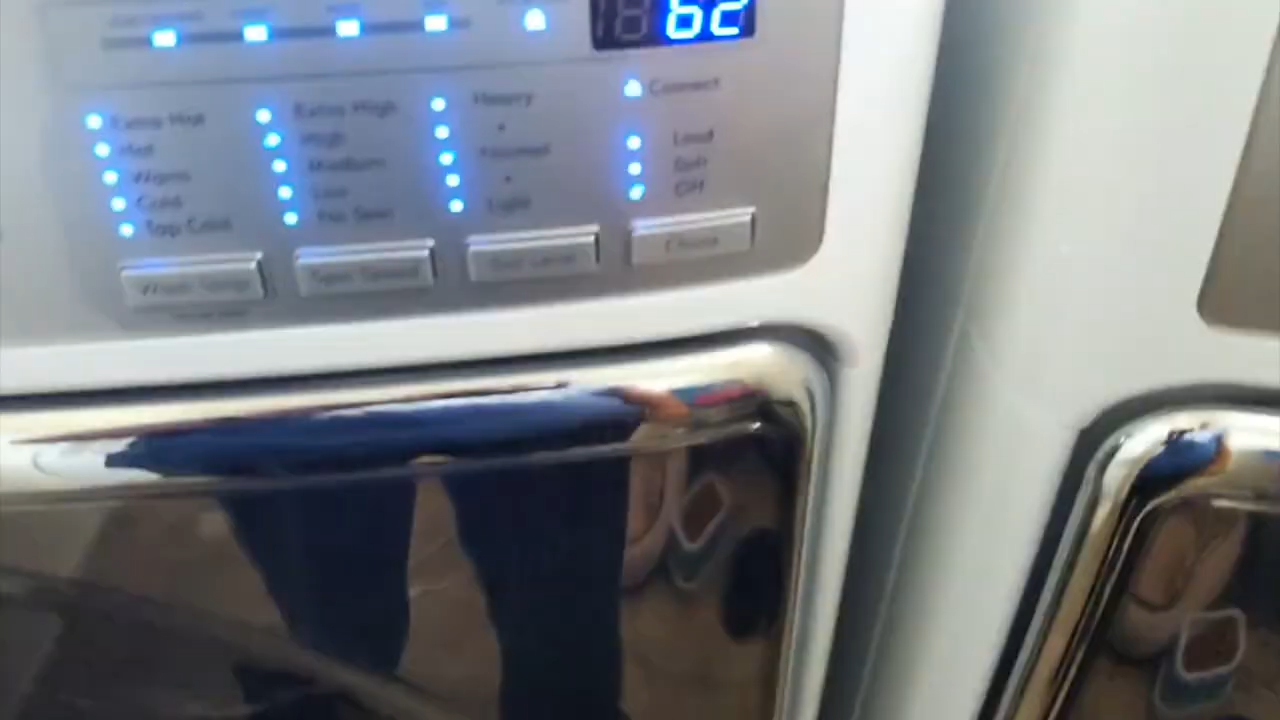 62
Extra Hot
Extra High
Heavy
Connect
Hot
High
Loud
Warm
Medium
Normal
Soft
Cold
Low
Off
Tap Cold
No Spin
Light
Wash Temp
Spin Speed
Soil Level
Chime